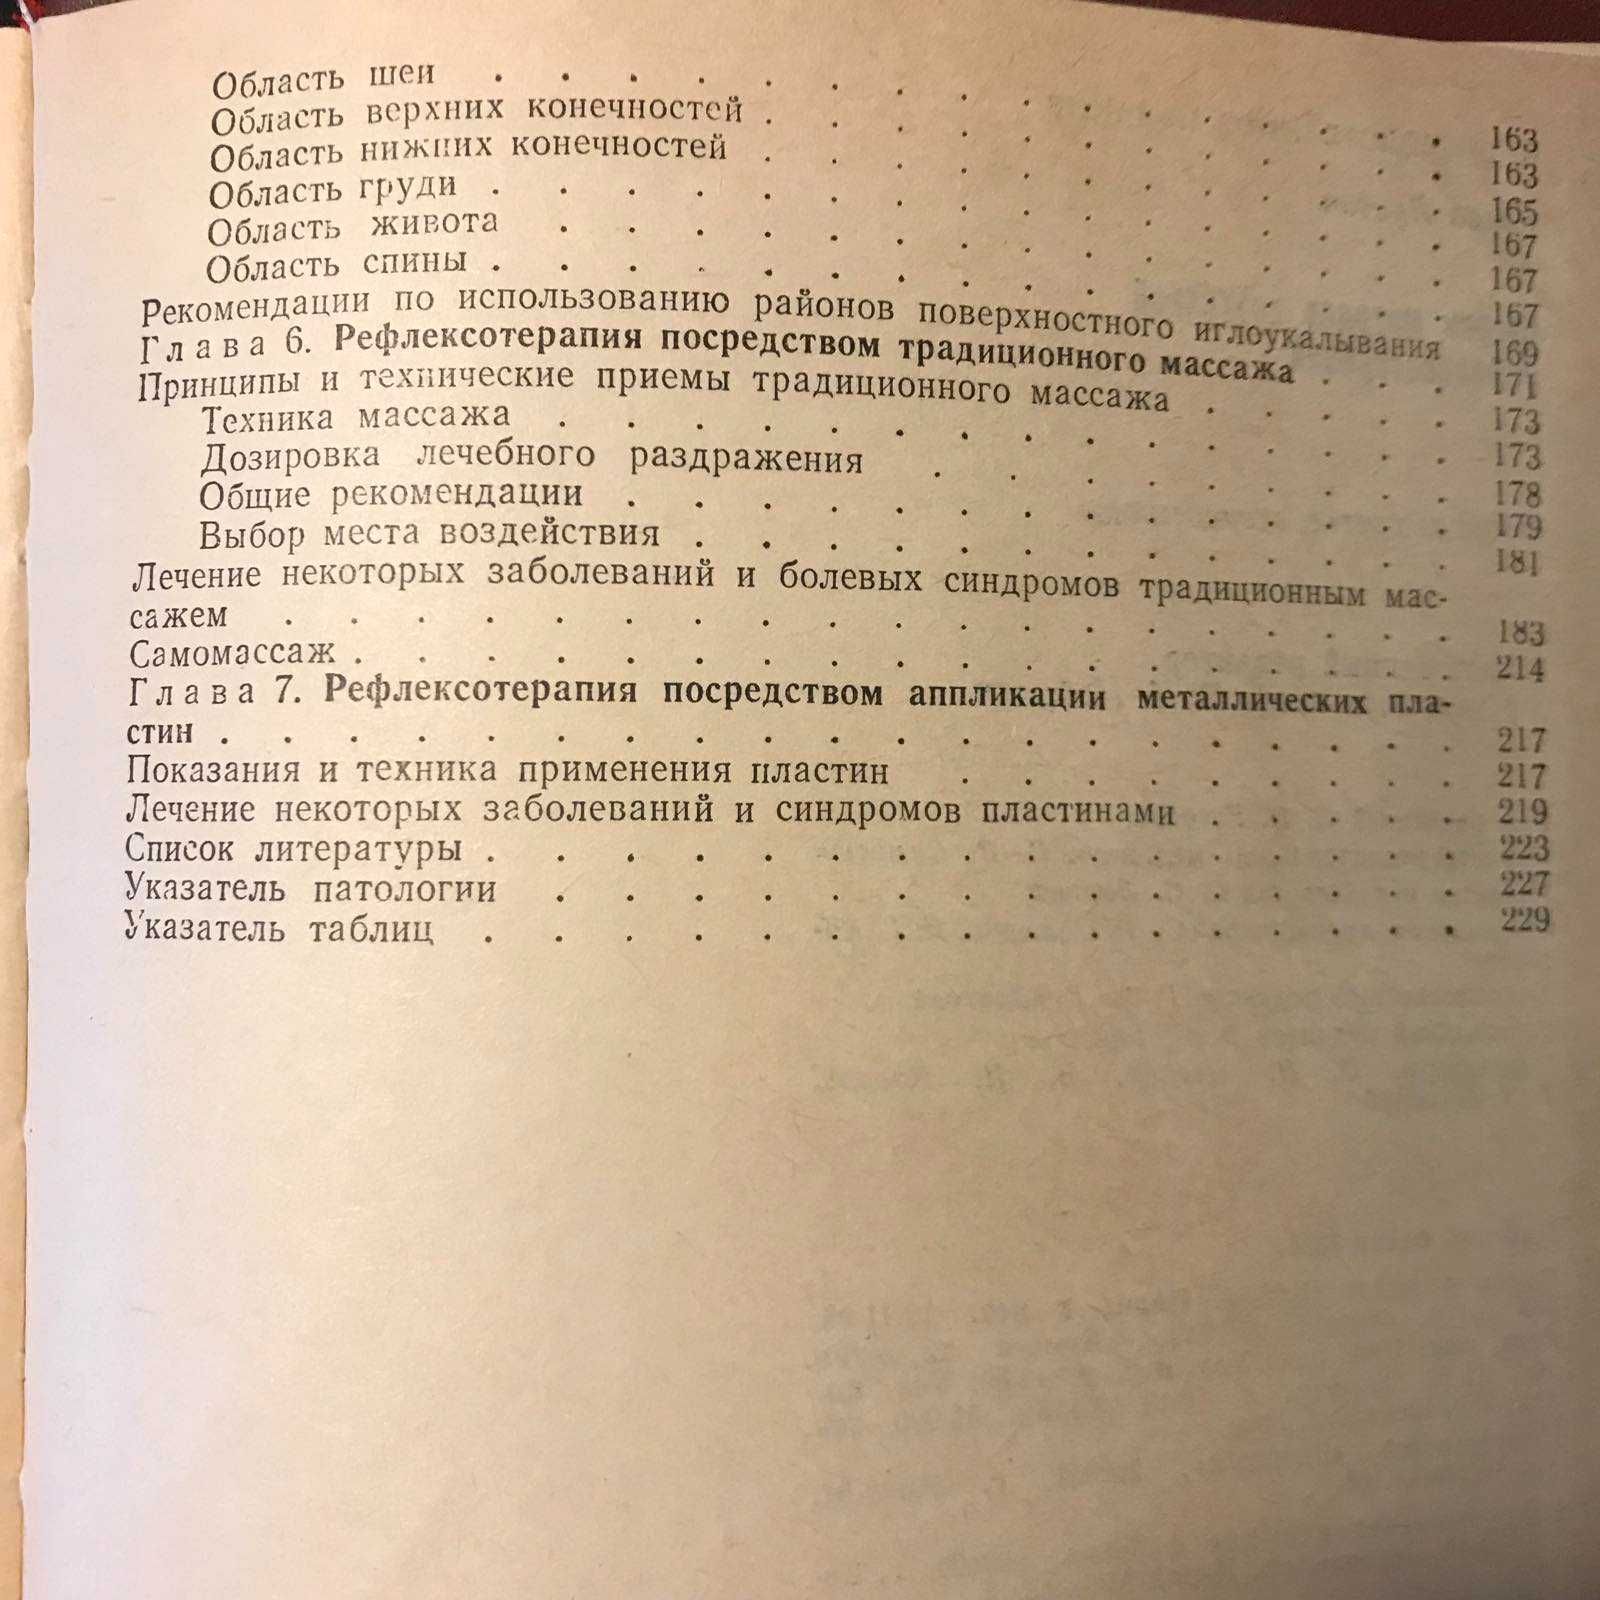 Область шеи . . . . . . . . . . . . . . . 163
Область верхних конечностей . . . . . . . . . . . 163
Область нижних конечностей . . . . . . . . . . . 165
Область груди . . . . . . . . . . . . . . . 167
Область живота . . . . . . . . . . . . . . 167
Область спины . . . . . . . . . . . . . . . 167
Рекомендации по использованию районов поверхностного иглоукалывания 169
Глава 6. Рефлексотерапия посредством традиционного массажа . . . 171
Принципы и технические приемы традиционного массажа . . . . . 173
Техника массажа . . . . . . . . . . . . . . 173
Дозировка лечебного раздражения . . . . . . . . . 178
Общие рекомендации . . . . . . . . . . . . . 179
Выбор места воздействия . . . . . . . . . . . . 181
Лечение некоторых заболеваний и болевых синдромов традиционным мас-
сажем . . . . . . . . . . . . . . . . . . 183
Самомассаж . . . . . . . . . . . . . . . . . 214
Глава 7. Рефлексотерапия посредством аппликации металлических пла-
стин . . . . . . . . . . . . . . . . . . . 217
Показания и техника применения пластин . . . . . . . . 217
Лечение некоторых заболеваний и синдромов пластинами . . . . . 219
Список литературы . . . . . . . . . . . . . . . 223
Указатель патологии . . . . . . . . . . . . . . 227
Указатель таблиц . . . . . . . . . . . . . . . 229